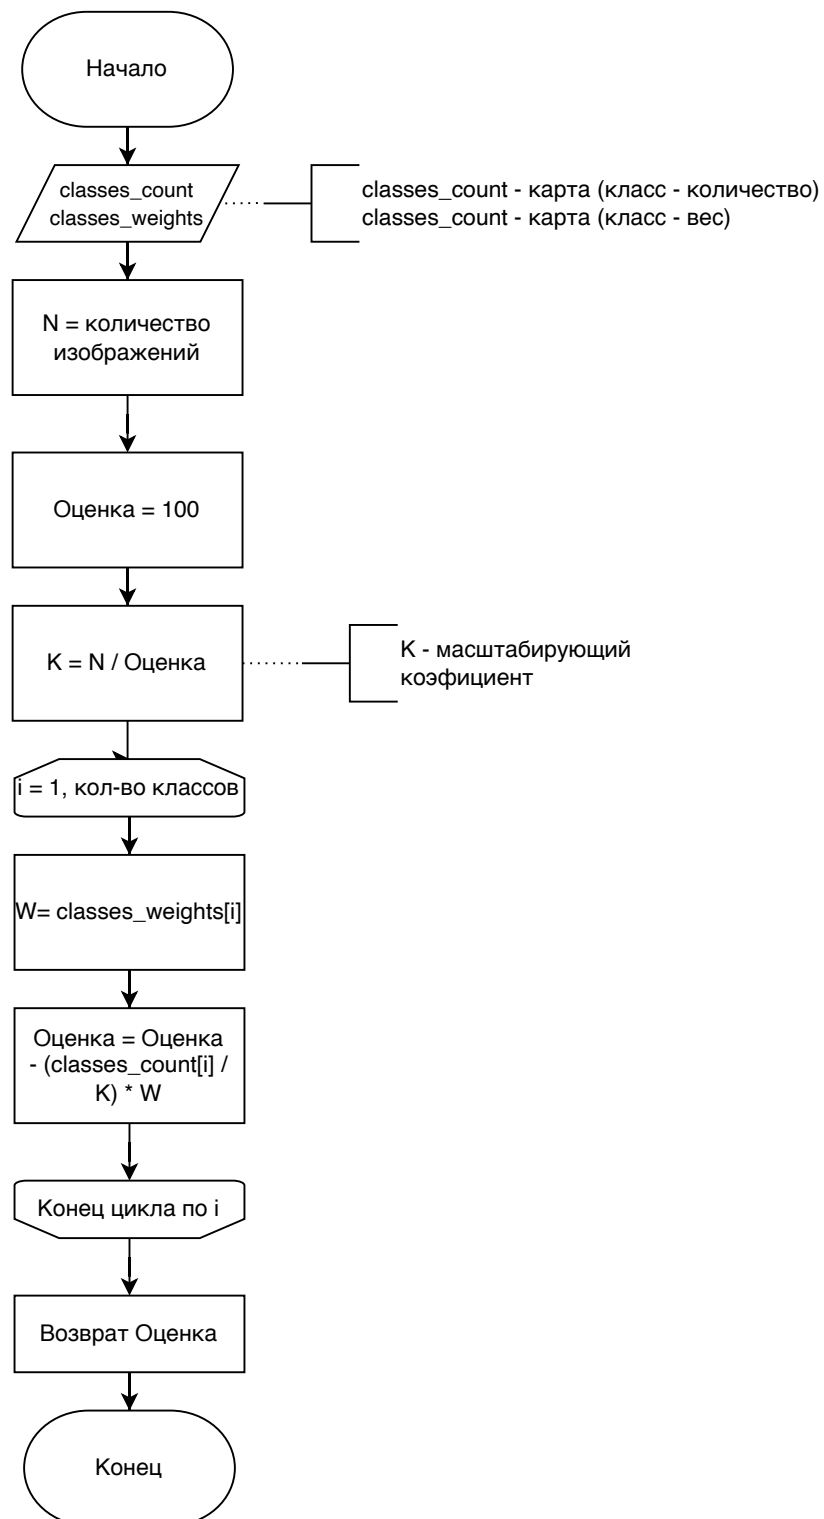 Начало
classes_count
classes_weights
classes_count - карта (класс - количество)
classes_count - карта (класс - вес)
N = количество
изображений
Оценка = 100
K = N / Оценка
K - масштабирующий
коэфициент
i = 1, кол-во классов
W= classes_weights[i]
Оценка = Оценка
- (classes_count[i] /
K) * W
Конец цикла по i
Возврат Оценка
Конец